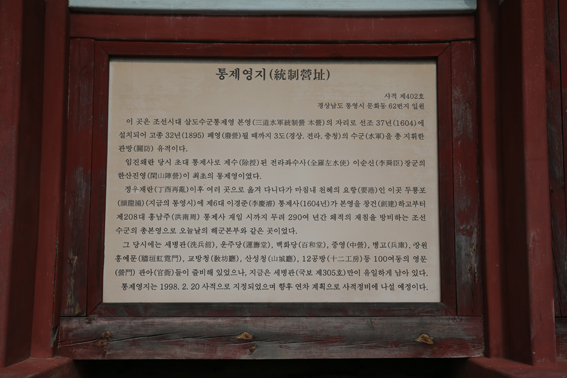 통제영지(統制營址)
사적 제402호
경상남도 통영시 문화동 62번지 일원
이 곳은 조선시대 삼도수군통제영 본영(三道水軍統制營 本營)의 자리로 선조 37년(1604)에
설치되어 고종 32년(1895) 폐영(廢營)될 때까지 3도(경상, 전라, 충청)의 수군(水軍)을 총 지휘한
관방(關防) 유적이다.
임진왜란 당시 초대 통제사로 제수(除授)된 전라좌수사(全羅左水使) 이순신(李舜臣)장군의
한산진영(閑山陣營)이 최초의 통제영이였다.
정유재란(丁酉再亂)이후 여러 곳으로 옮겨 다니다가 마침내 천혜의 요항(要港)인 이곳 두룡포
(頭龍浦)(지금의 통영시)에 제6대 이경준(李慶濬) 통제사(1604년)가 본영을 창건(創建)하고부터
제208대 홍남주(洪南周) 통제사 재임 시까지 무려 290여 년간 왜적의 재침을 방비하는 조선
수군의 총본영으로 오늘날의 해군본부와 같은 곳이었다.
그 당시에는 세병관(洗兵館), 운주당(運籌堂), 백화당(百和堂), 중영(中營), 병고(兵庫), 장원
홍예문(牆垣虹霓門), 교방청(敎坊廳), 산성청(山城廳), 12공방(十二工房)등 100여동의 영문
(營門) 관아(官衙)들이 즐비해 있었으나, 지금은 세병관(국보 제305호)만이 유일하게 남아 있다.
통제영지는 1998. 2. 20 사적으로 지정되었으며 향후 연차 계획으로 사적정비에 나설 예정이다.